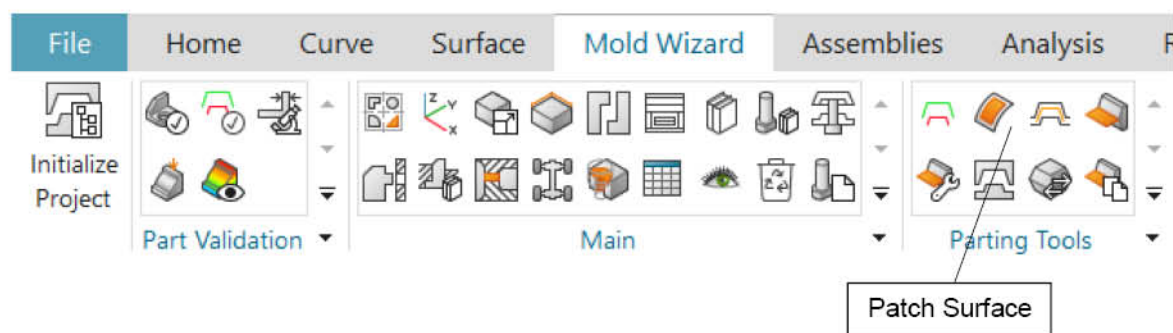 File Home Curve Surface Mold Wizard Assemblies Analysis
Z
Y
X
Initialize
Project
Part Validation Main Parting Tools
Patch Surface